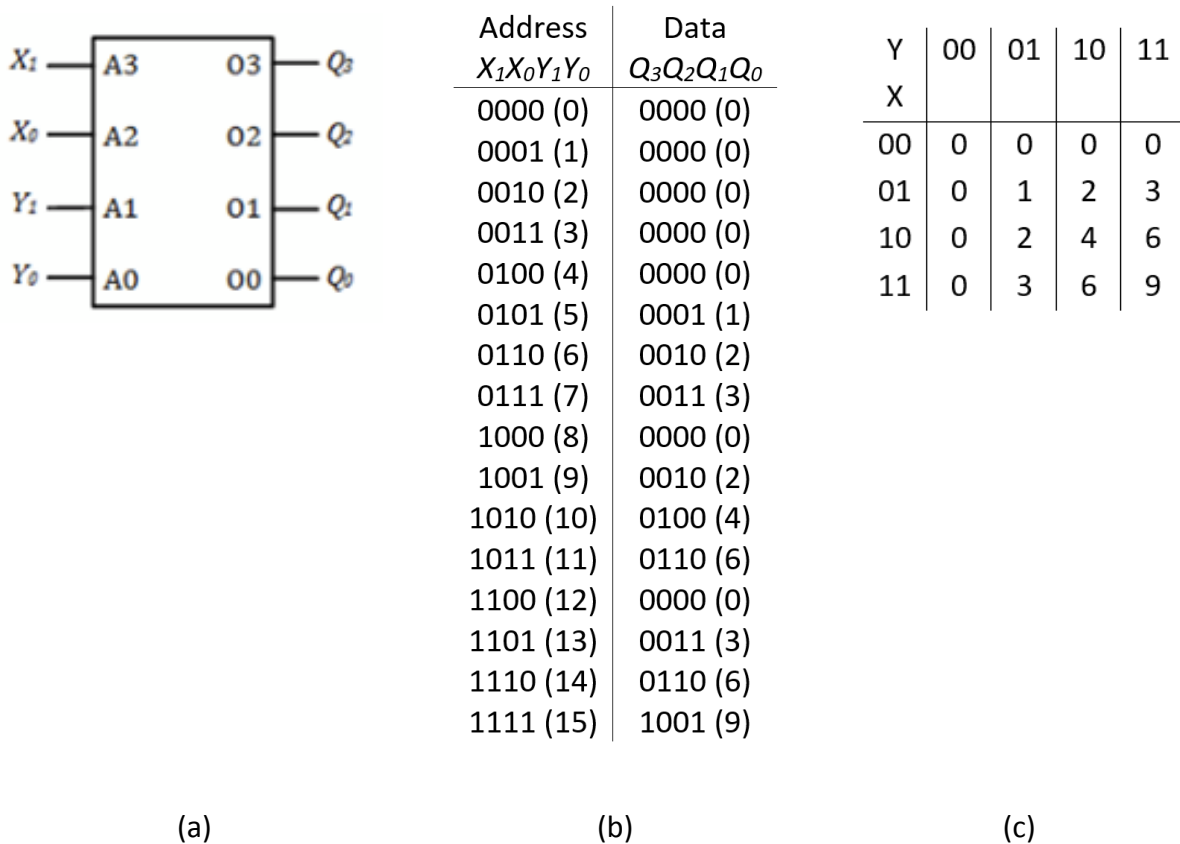 X₁ A3 O3 Q₃
X₀ A2 O2 Q₂
Y₁ A1 O1 Q₁
Y₀ A0 O0 Q₀
(a)
Address Data
X₁X₀Y₁Y₀ Q₃Q₂Q₁Q₀
0000 (0) 0000 (0)
0001 (1) 0000 (0)
0010 (2) 0000 (0)
0011 (3) 0000 (0)
0100 (4) 0000 (0)
0101 (5) 0001 (1)
0110 (6) 0010 (2)
0111 (7) 0011 (3)
1000 (8) 0000 (0)
1001 (9) 0010 (2)
1010 (10) 0100 (4)
1011 (11) 0110 (6)
1100 (12) 0000 (0)
1101 (13) 0011 (3)
1110 (14) 0110 (6)
1111 (15) 1001 (9)
(b)
Y 00 01 10 11
X
00 0 0 0 0
01 0 1 2 3
10 0 2 4 6
11 0 3 6 9
(c)